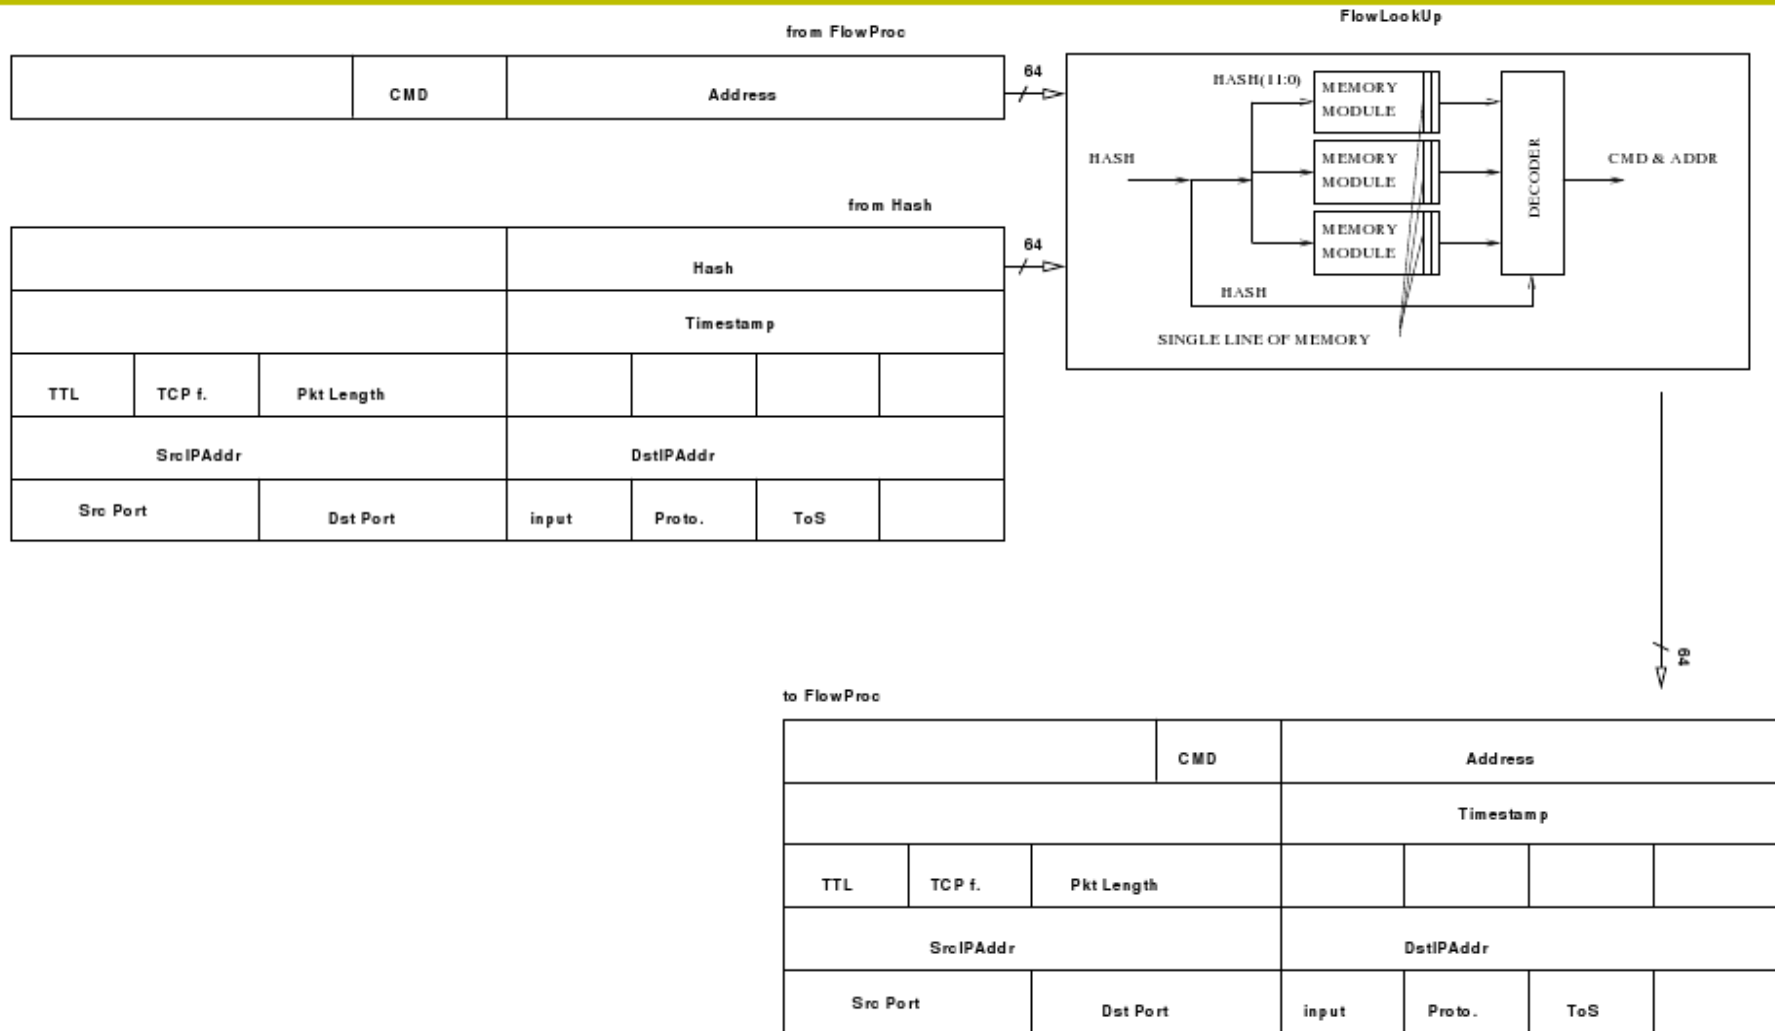 FlowLookUp
from FlowProc
CMD
Address
64
HASH(11:0)
MEMORY
MODULE
HASH
MEMORY
MODULE
DECODER
CMD & ADDR
MEMORY
MODULE
HASH
SINGLE LINE OF MEMORY
from Hash
Hash
64
Timestamp
TTL
TCP f.
Pkt Length
SrcIPAddr
DstIPAddr
Src Port
Dst Port
input
Proto.
ToS
64
to FlowProc
CMD
Address
Timestamp
TTL
TCP f.
Pkt Length
SrcIPAddr
DstIPAddr
Src Port
Dst Port
input
Proto.
ToS